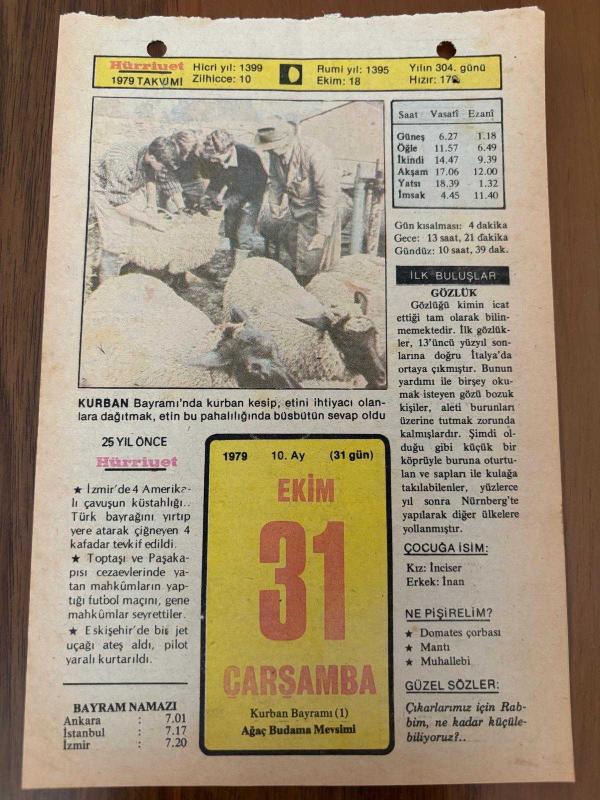 Hürriyet
1979 TAKVİMİ
Hicri yıl: 1399
Zilhicce: 10
Rumi yıl: 1395
Ekim: 18
Yılın 304. günü
Hızır: 179
Saat Vasatî Ezanî
Güneş 6.27 1.18
Öğle 11.57 6.49
İkindi 14.47 9.39
Akşam 17.06 12.00
Yatsı 18.39 1.32
İmsak 4.45 11.40
Gün kısalması: 4 dakika
Gece: 13 saat, 21 dakika
Gündüz: 10 saat, 39 dak.
İLK BULUŞLAR
GÖZLÜK
Gözlüğü kimin icat
ettiği tam olarak bilin-
memektedir. İlk gözlük-
ler, 13'üncü yüzyıl son-
larına doğru İtalya'da
ortaya çıkmıştır. Bunun
yardımı ile birşey oku-
mak isteyen gözü bozuk
kişiler, aleti burunları
üzerine tutmak zorunda
kalmışlardır. Şimdi ol-
duğu gibi küçük bir
köprüyle buruna oturtu-
lan ve sapları ile kulağa
takılabilenler, yüzlerce
yıl sonra Nürnberg'te
yapılarak diğer ülkelere
yollanmıştır.
ÇOCUĞA İSİM:
Kız: İnciser
Erkek: İnan
NE PİŞİRELİM?
★ Domates çorbası
★ Mantı
★ Muhallebi
GÜZEL SÖZLER:
Çıkarlarımız için Rab-
bim, ne kadar küçüle-
biliyoruz?..
KURBAN Bayramı'nda kurban kesip, etini ihtiyacı olan-
lara dağıtmak, etin bu pahalılığında büsbütün sevap oldu
25 YIL ÖNCE
Hürriyet
★ İzmir'de 4 Amerika-
lı çavuşun küstahlığı..
Türk bayrağını yırtıp
yere atarak çiğneyen 4
kafadar tevkif edildi.
★ Toptaşı ve Paşaka-
pısı cezaevlerinde ya-
tan mahkûmların yap-
tığı futbol maçını, gene
mahkûmlar seyrettiler.
★ Eskişehir'de bir jet
uçağı ateş aldı, pilot
yaralı kurtarıldı.
BAYRAM NAMAZI
Ankara : 7.01
İstanbul : 7.17
İzmir : 7.20
1979 10. Ay (31 gün)
EKİM
31
ÇARŞAMBA
Kurban Bayramı (1)
Ağaç Budama Mevsimi